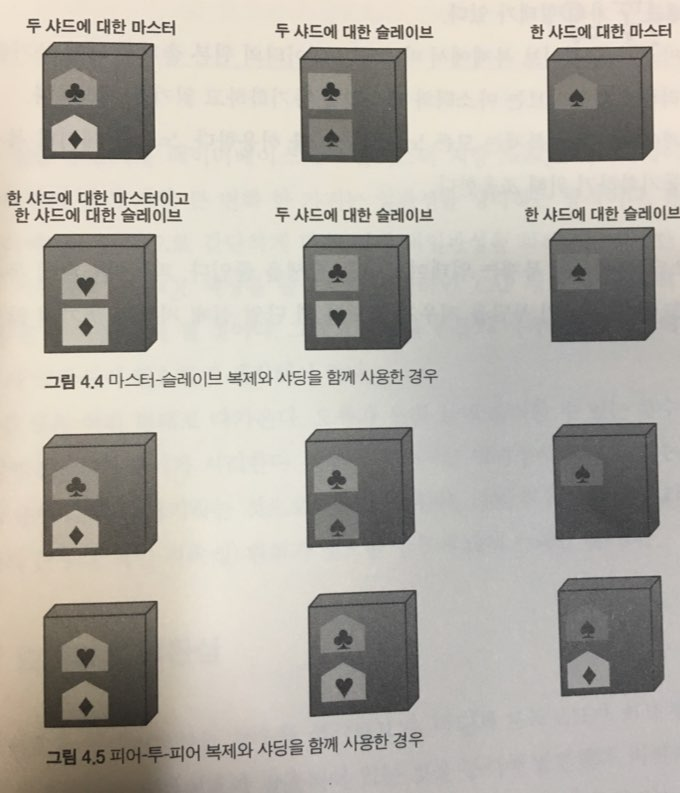 두 샤드에 대한 마스터
두 샤드에 대한 슬레이브
한 샤드에 대한 마스터
한 샤드에 대한 마스터이고
한 샤드에 대한 슬레이브
두 샤드에 대한 슬레이브
한 샤드에 대한 슬레이브
그림 4.4 마스터-슬레이브 복제와 샤딩을 함께 사용한 경우
그림 4.5 피어-투-피어 복제와 샤딩을 함께 사용한 경우